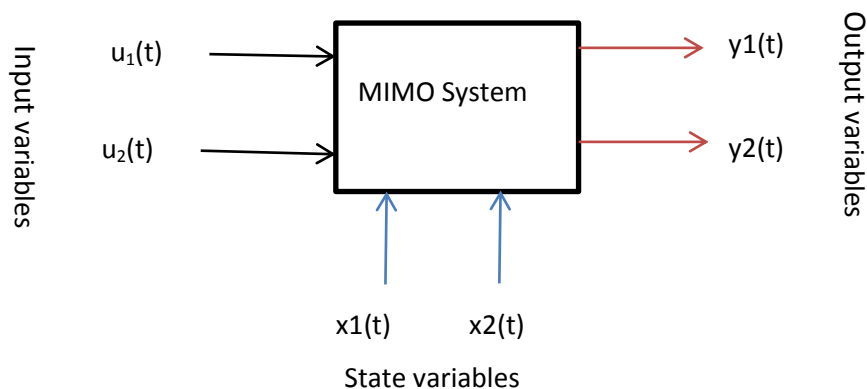 Input variables
u₁(t)
u₂(t)
MIMO System
y1(t)
y2(t)
Output variables
x1(t) x2(t)
State variables